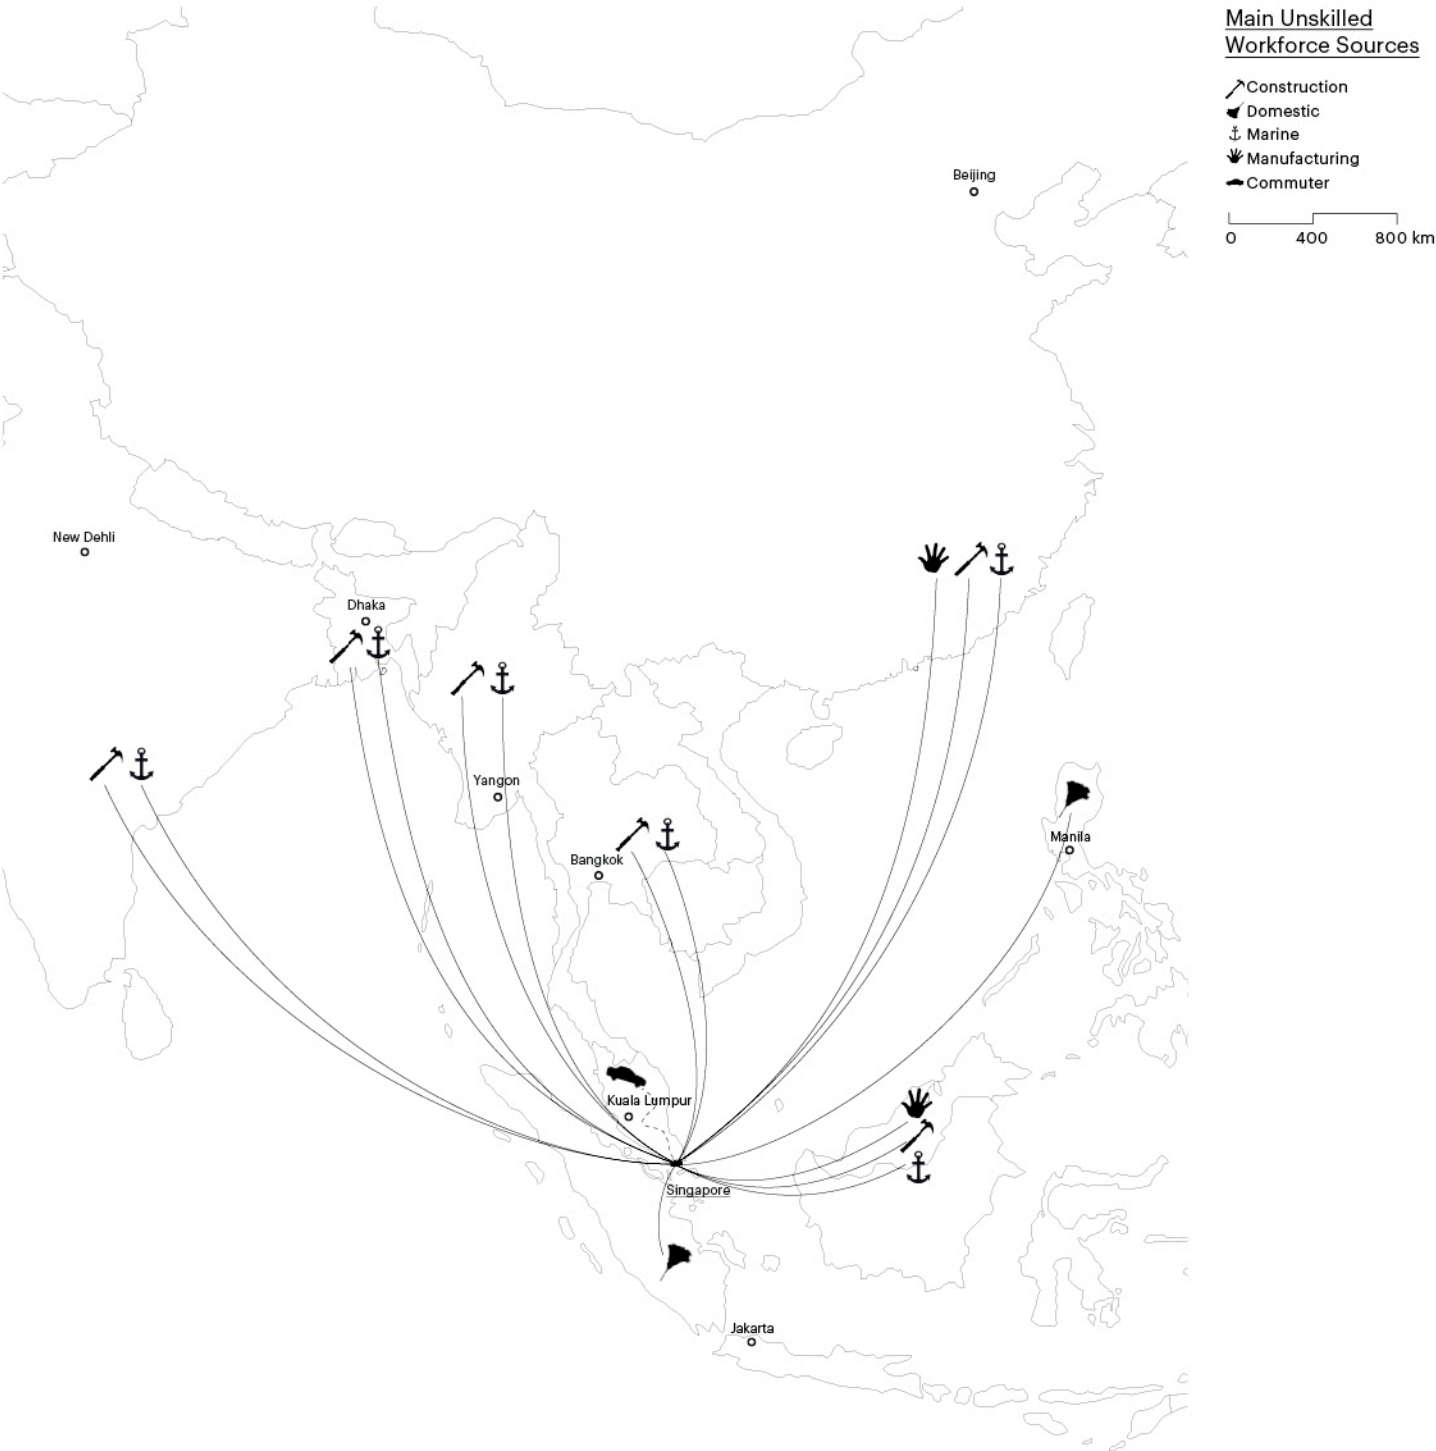 Main Unskilled
Workforce Sources
Construction
Domestic
Marine
Manufacturing
Commuter
0 400 800 km
Beijing
New Dehli
Dhaka
Yangon
Bangkok
Manila
Kuala Lumpur
Singapore
Jakarta